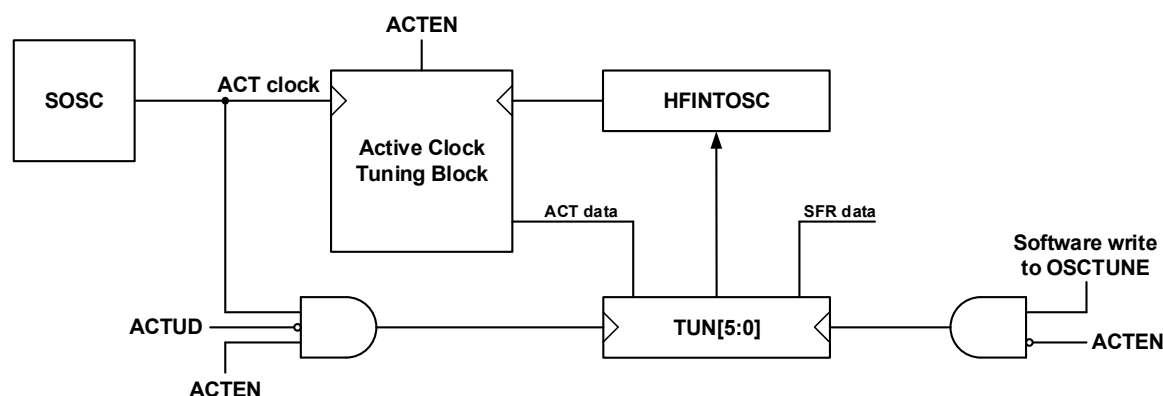 ACTEN
SOSC
ACT clock
HFINTOSC
Active Clock
Tuning Block
ACT data
SFR data
Software write
to OSCTUNE
ACTUD
TUN[5:0]
ACTEN
ACTEN